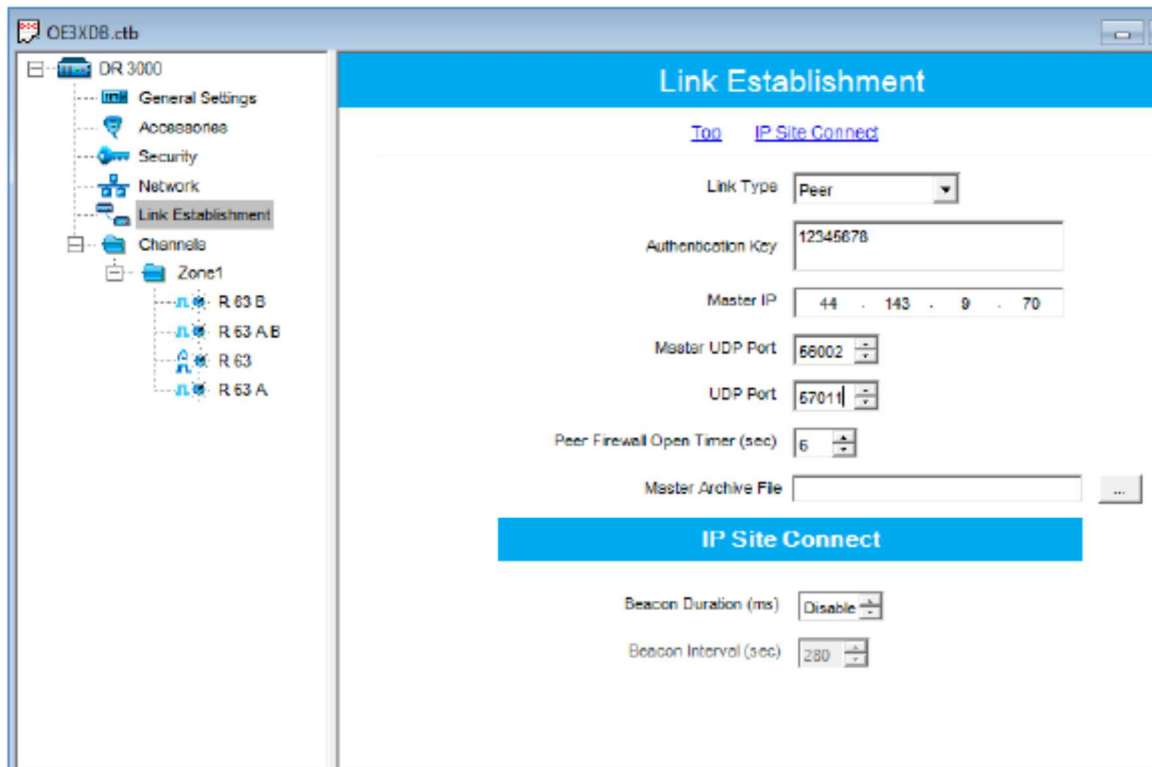 OE3XDB.ctb
DR 3000
General Settings
Accessories
Security
Network
Link Establishment
Channels
Zone1
R 63 B
R 63 A B
R 63
R 63 A
Link Establishment
Top IP Site Connect
Link Type Peer
Authentication Key 12345678
Master IP 44 . 143 . 9 . 70
Master UDP Port 55002
UDP Port 57011
Peer Firewall Open Timer (sec) 6
Master Archive File ...
IP Site Connect
Beacon Duration (ms) Disable
Beacon Interval (sec) 280